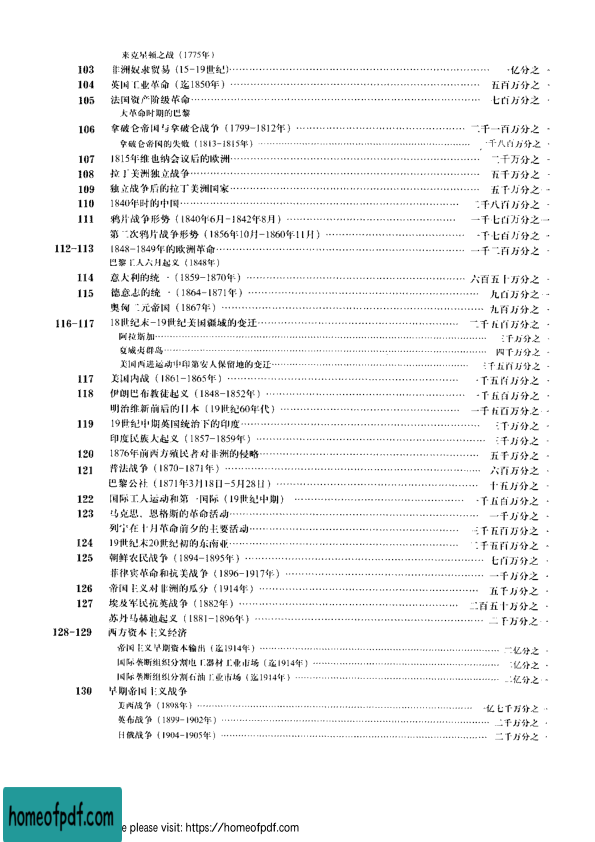 来克星顿之战（1775年）
103 非洲奴隶贸易（15-19世纪）…… 一亿分之一
104 英国工业革命（迄1850年）…… 五百万分之一
105 法国资产阶级革命…… 七百万分之一
大革命时期的巴黎
106 拿破仑帝国与拿破仑战争（1799-1812年）…… 二千一百万分之一
拿破仑帝国的失败（1813-1815年）…… 一千八百万分之一
107 1815年维也纳会议后的欧洲…… 二千万分之一
108 拉丁美洲独立战争…… 五千万分之一
109 独立战争后的拉丁美洲国家…… 五千万分之一
110 1840年时的中国…… 二千八百万分之一
111 鸦片战争形势（1840年6月-1842年8月）…… 一千七百万分之一
第二次鸦片战争形势（1856年10月-1860年11月）…… 一千七百万分之一
112-113 1848-1849年的欧洲革命…… 一千二百万分之一
巴黎工人六月起义（1848年）
114 意大利的统一（1859-1870年）…… 六百五十万分之一
115 德意志的统一（1864-1871年）…… 九百万分之一
奥匈二元帝国（1867年）…… 九百万分之一
116-117 18世纪末-19世纪美国疆域的变迁…… 二千五百万分之一
阿拉斯加…… 三千万分之一
夏威夷群岛…… 四千万分之一
美国西进运动中印第安人保留地的变迁…… 三千五百万分之一
117 美国内战（1861-1865年）…… 一千五百万分之一
118 伊朗巴布教徒起义（1848-1852年）…… 一千五百万分之一
明治维新前后的日本（19世纪60年代）…… 一千五百万分之一
119 19世纪中期英国统治下的印度…… 三千万分之一
印度民族大起义（1857-1859年）…… 三千万分之一
120 1876年前西方殖民者对非洲的侵略…… 五千万分之一
121 普法战争（1870-1871年）…… 六百万分之一
巴黎公社（1871年3月18日-5月28日）…… 十五万分之一
122 国际工人运动和第一国际（19世纪中期）…… 一千五百万分之一
123 马克思、恩格斯的革命活动…… 一千万分之一
列宁在十月革命前夕的主要活动…… 三千五百万分之一
124 19世纪末20世纪初的东南亚…… 二千五百万分之一
125 朝鲜农民战争（1894-1895年）…… 七百万分之一
菲律宾革命和抗美战争（1896-1917年）…… 一千万分之一
126 帝国主义对非洲的瓜分（1914年）…… 五千万分之一
127 埃及军民抗英战争（1882年）…… 二百五十万分之一
苏丹马赫迪起义（1881-1896年）…… 二千万分之一
128-129 西方资本主义经济
帝国主义早期资本输出（迄1914年）…… 二亿分之一
国际垄断组织分割电工器材工业市场（迄1914年）…… 二亿分之一
国际垄断组织分割石油工业市场（迄1914年）…… 二亿分之一
130 早期帝国主义战争
美西战争（1898年）…… 一亿七千万分之一
英布战争（1899-1902年）…… 二千万分之一
日俄战争（1904-1905年）…… 二千万分之一
homeofpdf.com
e please visit: https://homeofpdf.com